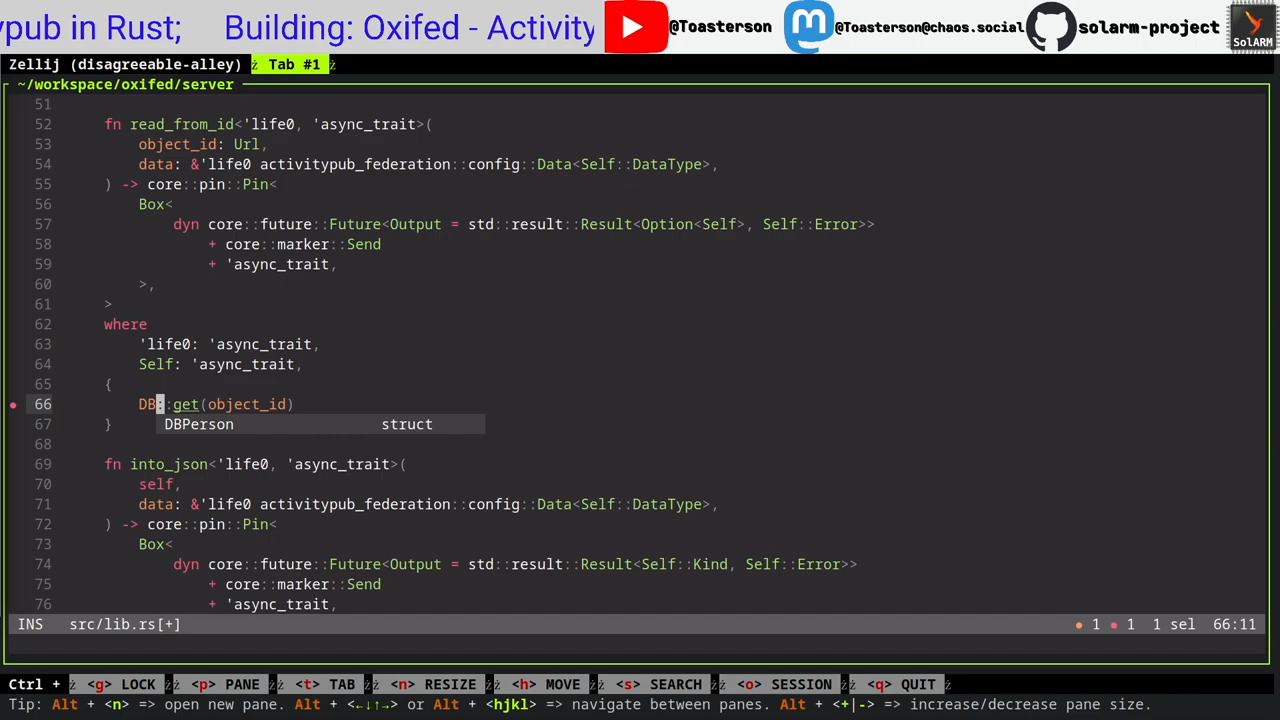 ypub in Rust;    Building: Oxifed - Activity
@Toasterson
@Toasterson@chaos.social
solarm-project
SolARM
Zellij (disagreeable-alley)  Tab #1
~/workspace/oxifed/server
51
52 fn read_from_id<'life0, 'async_trait>(
53 object_id: Url,
54 data: &'life0 activitypub_federation::config::Data<Self::DataType>,
55 ) -> core::pin::Pin<
56 Box<
57 dyn core::future::Future<Output = std::result::Result<Option<Self>, Self::Error>>
58 + core::marker::Send
59 + 'async_trait,
60 >,
61 >
62 where
63 'life0: 'async_trait,
64 Self: 'async_trait,
65 {
66 DB::get(object_id)
67 } DBPerson struct
68
69 fn into_json<'life0, 'async_trait>(
70 self,
71 data: &'life0 activitypub_federation::config::Data<Self::DataType>,
72 ) -> core::pin::Pin<
73 Box<
74 dyn core::future::Future<Output = std::result::Result<Self::Kind, Self::Error>>
75 + core::marker::Send
76 + 'async_trait,
INS src/lib.rs[+] ● 1 ● 1 1 sel 66:11
Ctrl + <g> LOCK <p> PANE <t> TAB <n> RESIZE <h> MOVE <s> SEARCH <o> SESSION <q> QUIT
Tip: Alt + <n> => open new pane. Alt + <←↓↑→> or Alt + <hjkl> => navigate between panes. Alt + <+|-> => increase/decrease pane size.